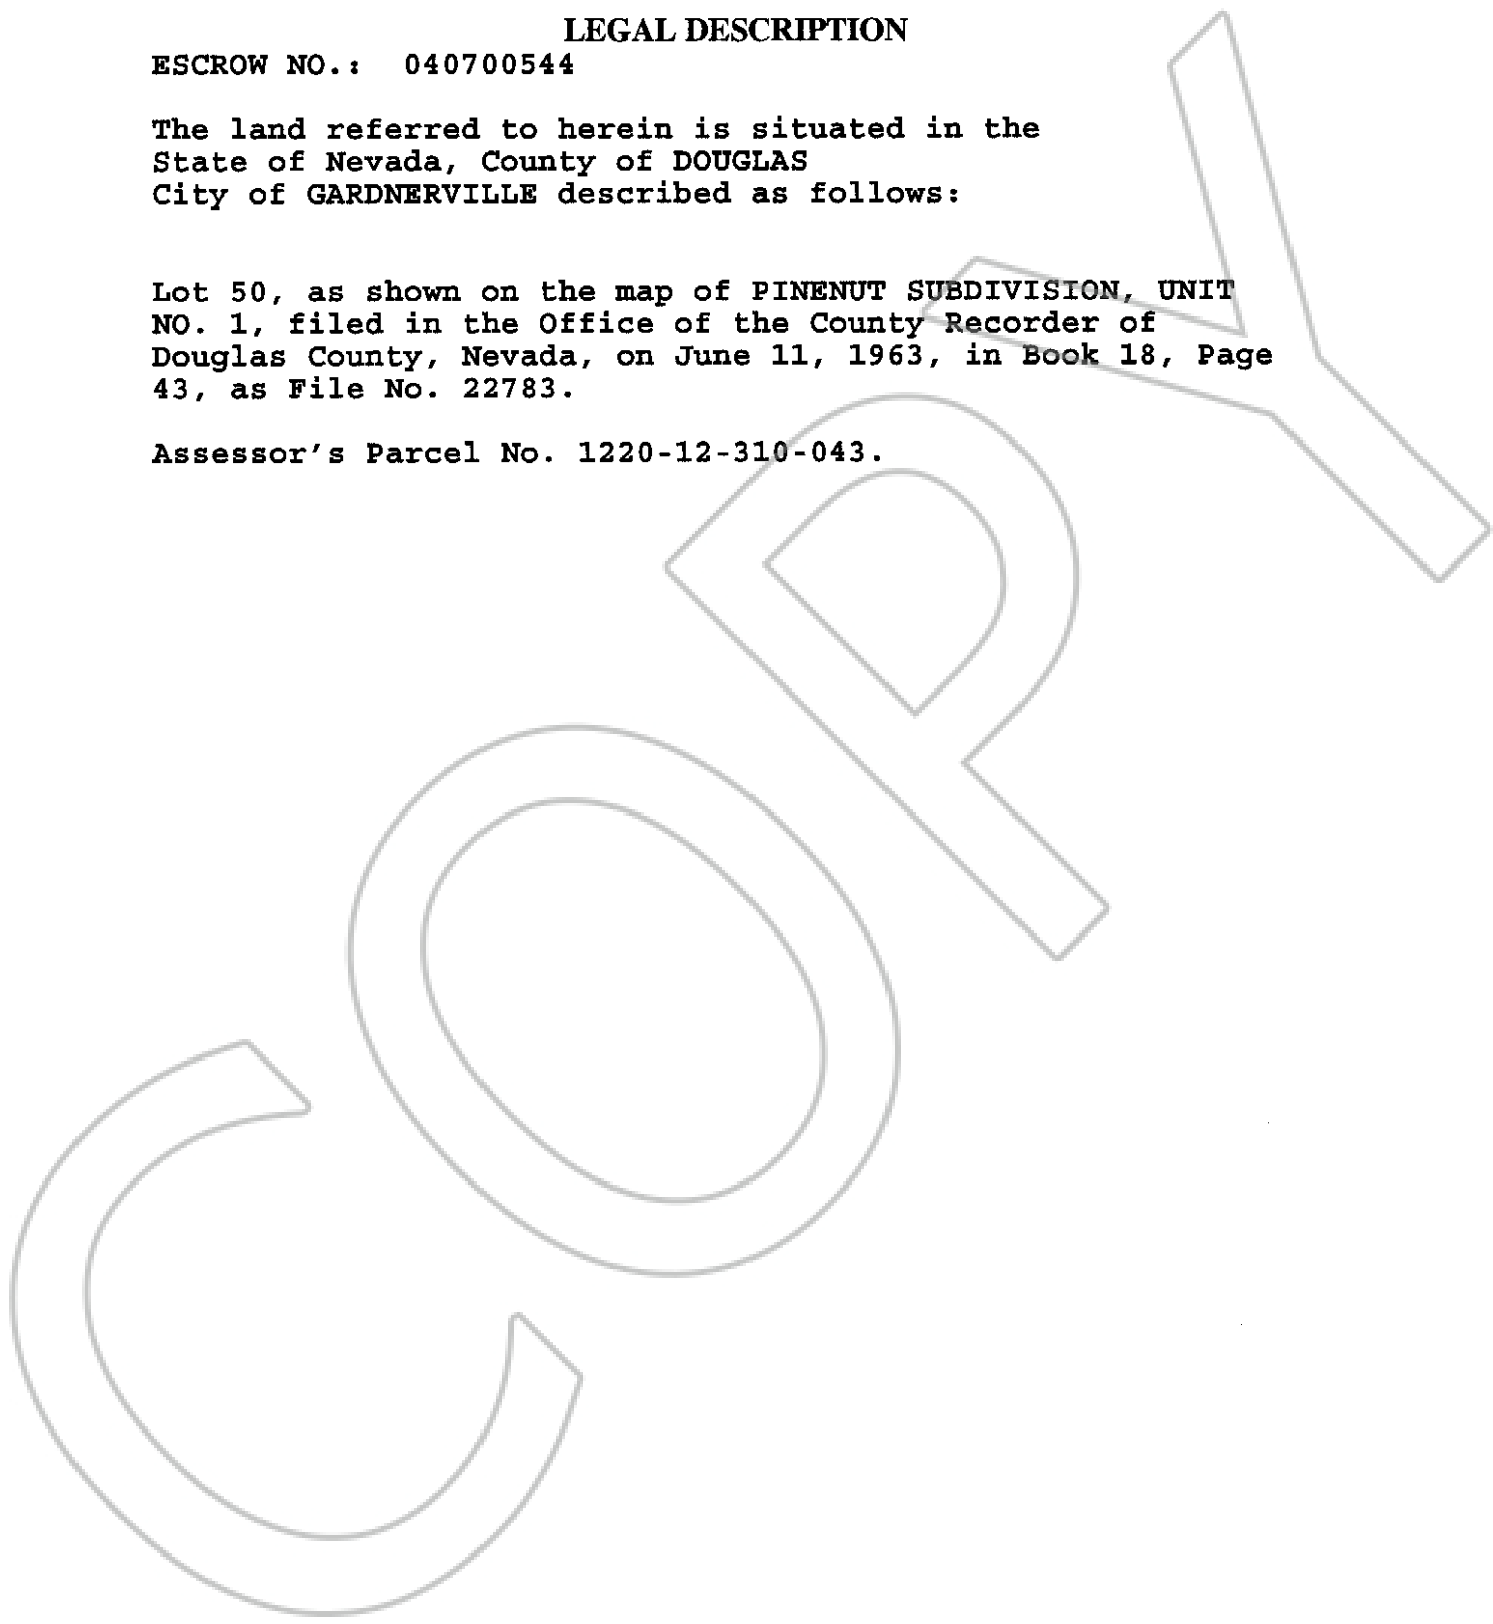 LEGAL DESCRIPTION
ESCROW NO.: 040700544
The land referred to herein is situated in the
State of Nevada, County of DOUGLAS
City of GARDNERVILLE described as follows:
Lot 50, as shown on the map of PINENUT SUBDIVISION, UNIT
NO. 1, filed in the Office of the County Recorder of
Douglas County, Nevada, on June 11, 1963, in Book 18, Page
43, as File No. 22783.
Assessor's Parcel No. 1220-12-310-043.
COPY